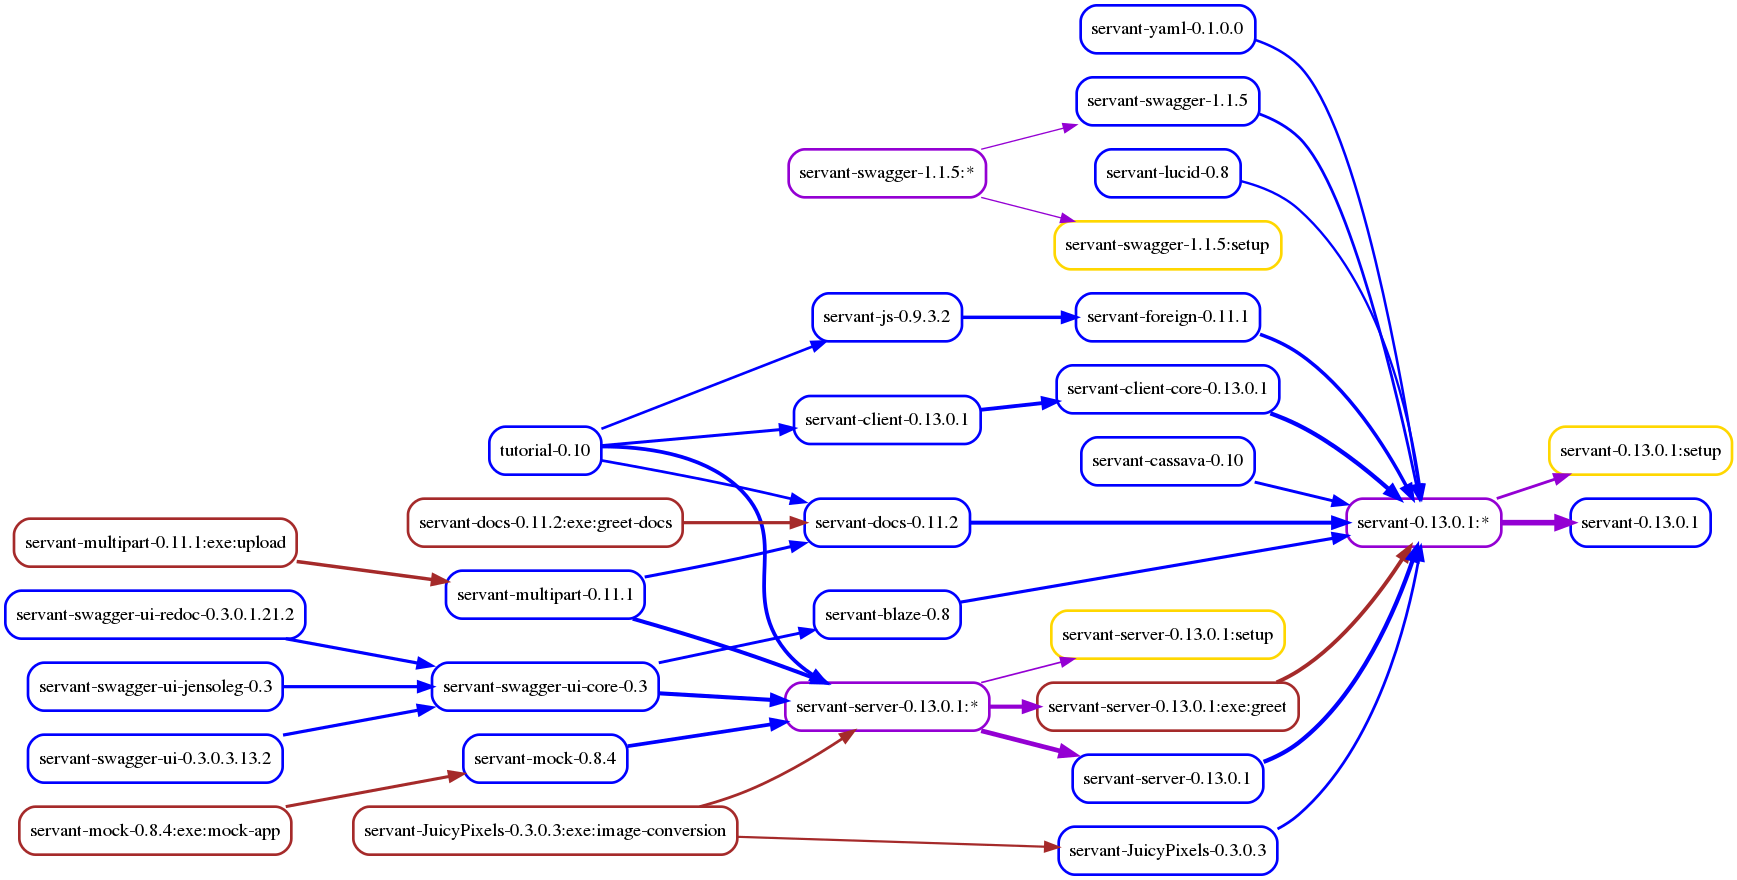 servant-yaml-0.1.0.0
servant-swagger-1.1.5
servant-swagger-1.1.5:*
servant-lucid-0.8
servant-swagger-1.1.5:setup
servant-js-0.9.3.2
servant-foreign-0.11.1
servant-client-core-0.13.0.1
servant-client-0.13.0.1
tutorial-0.10
servant-cassava-0.10
servant-0.13.0.1:setup
servant-docs-0.11.2:exe:greet-docs
servant-docs-0.11.2
servant-0.13.0.1:*
servant-0.13.0.1
servant-multipart-0.11.1:exe:upload
servant-multipart-0.11.1
servant-swagger-ui-redoc-0.3.0.1.21.2
servant-blaze-0.8
servant-server-0.13.0.1:setup
servant-swagger-ui-jensoleg-0.3
servant-swagger-ui-core-0.3
servant-server-0.13.0.1:*
servant-server-0.13.0.1:exe:greet
servant-swagger-ui-0.3.0.3.13.2
servant-mock-0.8.4
servant-server-0.13.0.1
servant-mock-0.8.4:exe:mock-app
servant-JuicyPixels-0.3.0.3:exe:image-conversion
servant-JuicyPixels-0.3.0.3